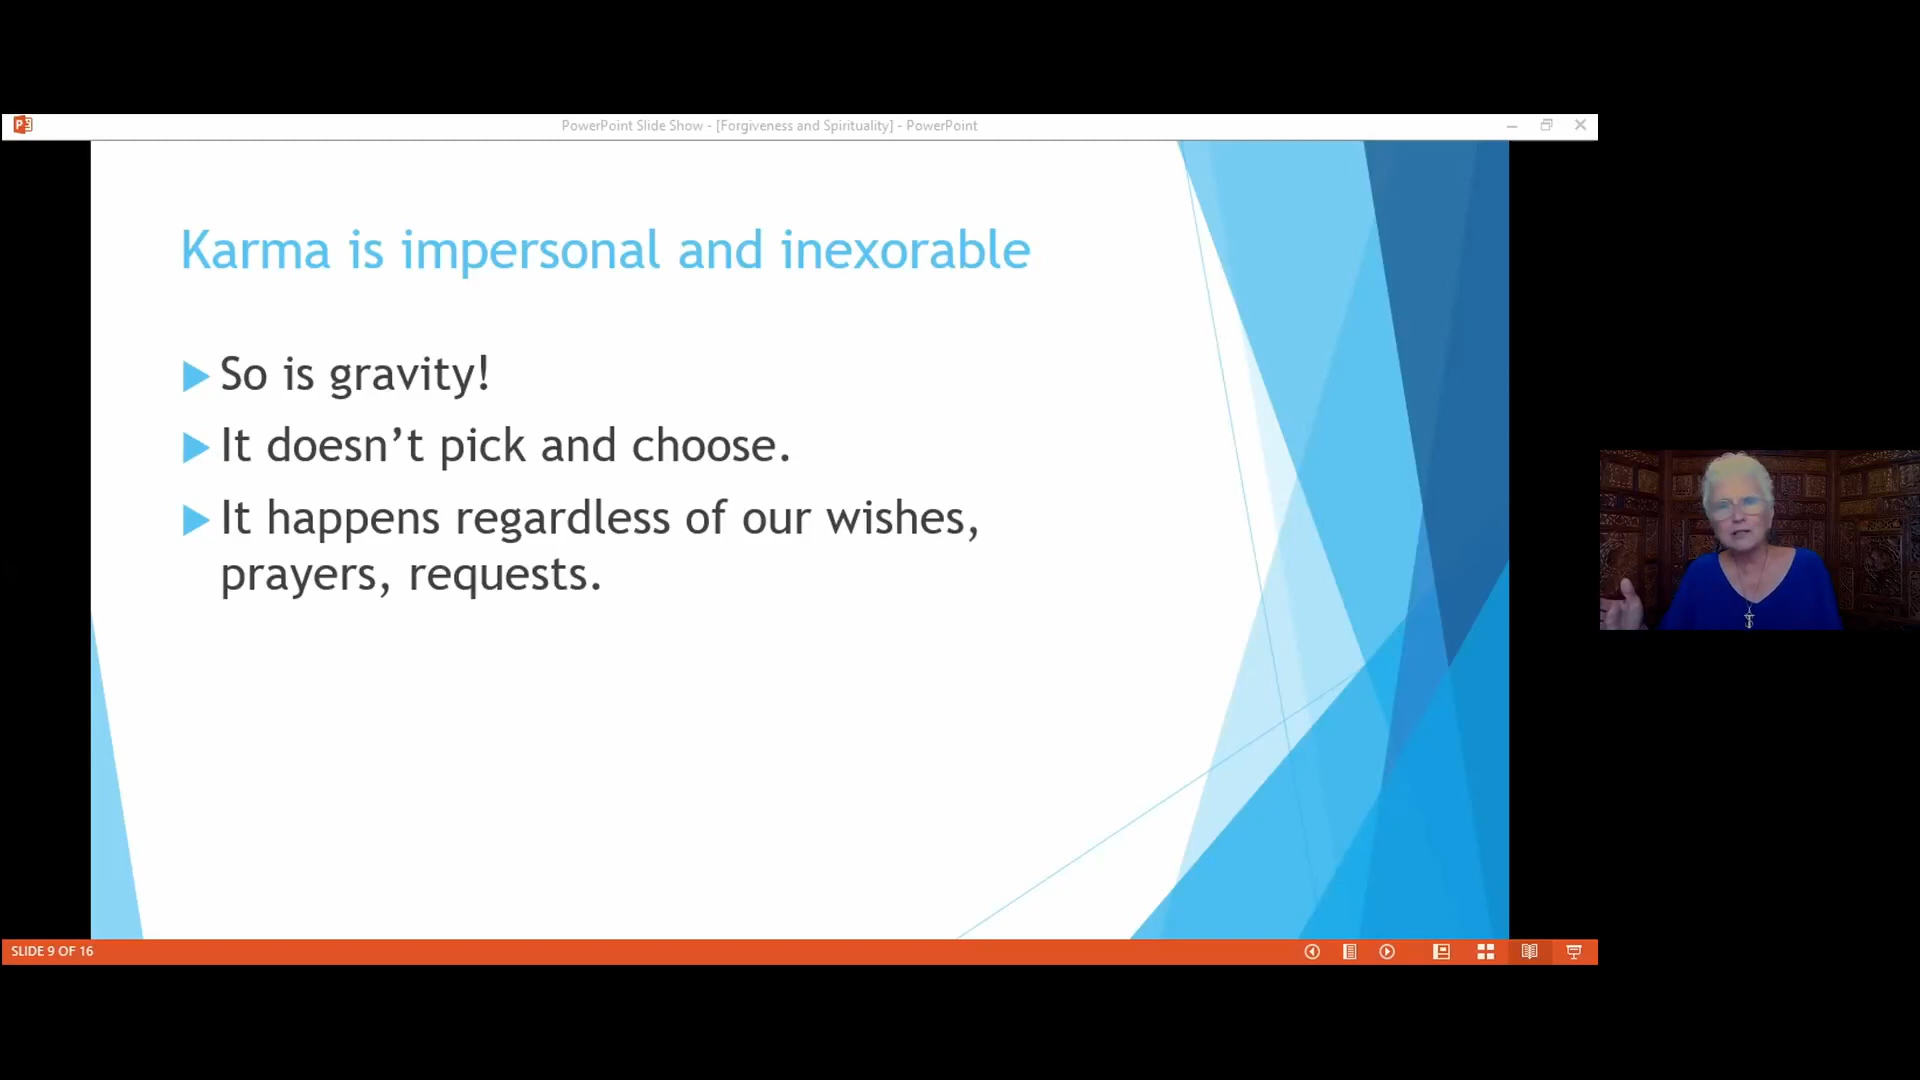 PowerPoint Slide Show - [Forgiveness and Spirituality] - PowerPoint
Karma is impersonal and inexorable
So is gravity!
It doesn’t pick and choose.
It happens regardless of our wishes,
prayers, requests.
SLIDE 9 OF 16